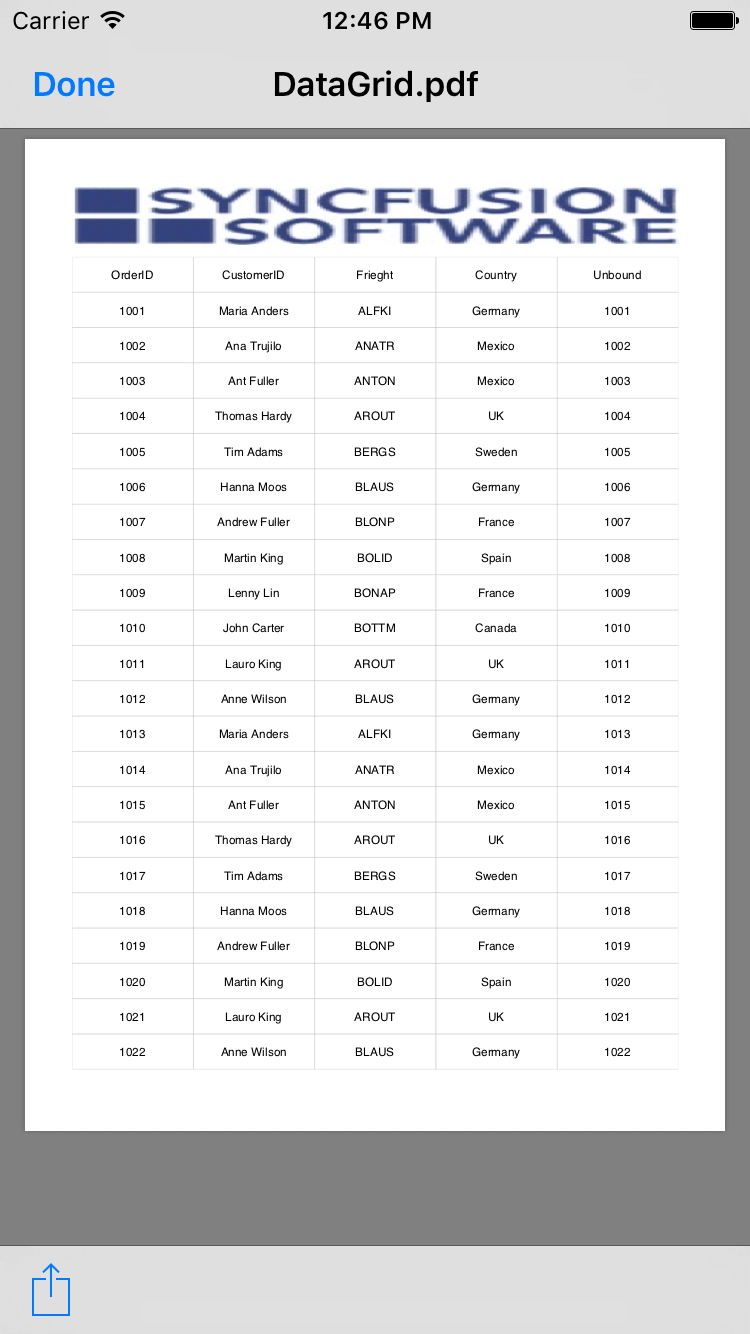 Carrier 12:46 PM
Done DataGrid.pdf
SYNCFUSION
SOFTWARE
OrderID CustomerID Frieght Country Unbound
1001 Maria Anders ALFKI Germany 1001
1002 Ana Trujilo ANATR Mexico 1002
1003 Ant Fuller ANTON Mexico 1003
1004 Thomas Hardy AROUT UK 1004
1005 Tim Adams BERGS Sweden 1005
1006 Hanna Moos BLAUS Germany 1006
1007 Andrew Fuller BLONP France 1007
1008 Martin King BOLID Spain 1008
1009 Lenny Lin BONAP France 1009
1010 John Carter BOTTM Canada 1010
1011 Lauro King AROUT UK 1011
1012 Anne Wilson BLAUS Germany 1012
1013 Maria Anders ALFKI Germany 1013
1014 Ana Trujilo ANATR Mexico 1014
1015 Ant Fuller ANTON Mexico 1015
1016 Thomas Hardy AROUT UK 1016
1017 Tim Adams BERGS Sweden 1017
1018 Hanna Moos BLAUS Germany 1018
1019 Andrew Fuller BLONP France 1019
1020 Martin King BOLID Spain 1020
1021 Lauro King AROUT UK 1021
1022 Anne Wilson BLAUS Germany 1022